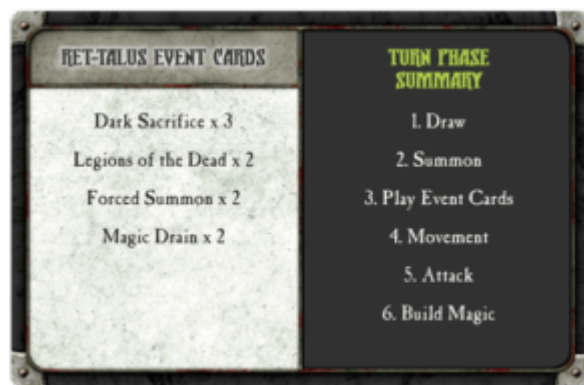 RET-TALUS EVENT CARDS
Dark Sacrifice x 3
Legions of the Dead x 2
Forced Summon x 2
Magic Drain x 2
TURN PHASE
SUMMARY
1. Draw
2. Summon
3. Play Event Cards
4. Movement
5. Attack
6. Build Magic